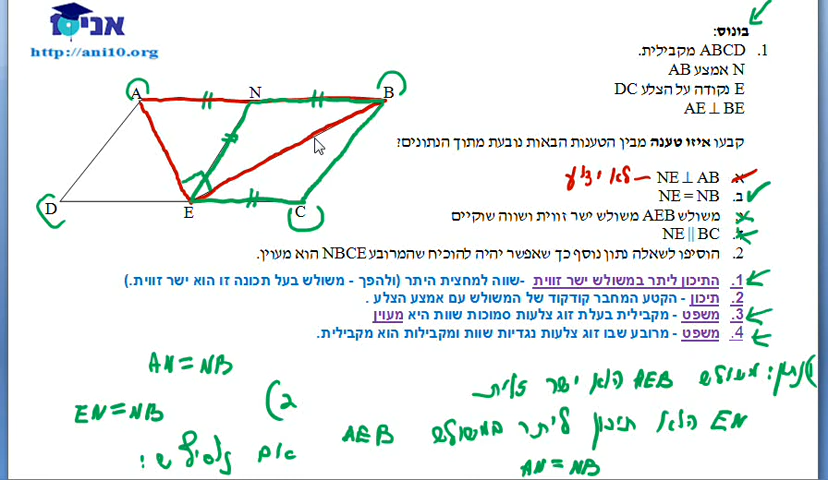 אני10
http://ani10.org
בונוס:
1. ABCD מקבילית.
N אמצע AB
E נקודה על הצלע DC
AE ⊥ BE
קבעו איזו טענה מבין הטענות הבאות נובעת מתוך הנתונים?
א. NE ⊥ AB – לא ידוע
ב. NE = NB
ג. משולש AEB משולש ישר זווית ושווה שוקיים
ד. NE || BC
2. הוסיפו לשאלה נתון נוסף כך שאפשר יהיה להוכיח שהמרובע NBCE הוא מעוין.
1. התיכון ליתר במשולש ישר זווית -שווה למחצית היתר (ולהפך - משולש בעל תכונה זו הוא ישר זווית.)
2. תיכון - הקטע המחבר קודקוד של המשולש עם אמצע הצלע .
3. משפט - מקבילית בעלת זוג צלעות סמוכות שוות היא מעוין
4. משפט - מרובע שבו זוג צלעות נגדיות שוות ומקבילות הוא מקבילית.
A N B
D E C
נתון: משולש AEB הוא ישר זוית
EN הוא תיכון ליתר במשולש AEB
AN = NB
AN = NB
EN = NB
2)
אם נוסיף ש: